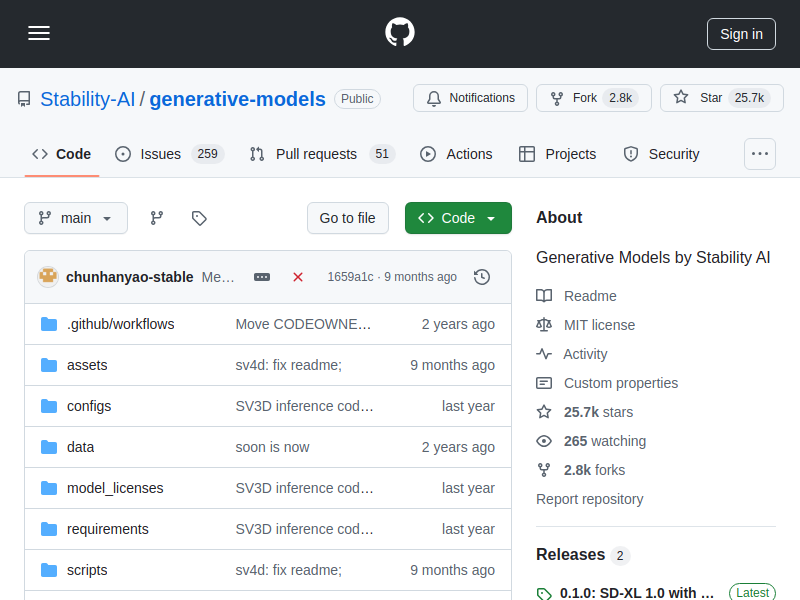 Sign in
Stability-AI / generative-models Public
Notifications Fork 2.8k Star 25.7k
Code Issues 259 Pull requests 51 Actions Projects Security
main Go to file Code
chunhanyao-stable Me… 1659a1c · 9 months ago
.github/workflows Move CODEOWNE… 2 years ago
assets sv4d: fix readme; 9 months ago
configs SV3D inference cod… last year
data soon is now 2 years ago
model_licenses SV3D inference cod… last year
requirements SV3D inference cod… last year
scripts sv4d: fix readme; 9 months ago
About
Generative Models by Stability AI
Readme
MIT license
Activity
Custom properties
25.7k stars
265 watching
2.8k forks
Report repository
Releases 2
0.1.0: SD-XL 1.0 with … Latest